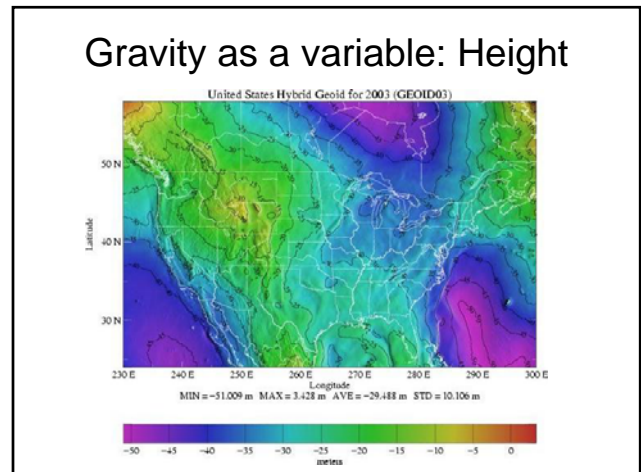 Gravity as a variable: Height
United States Hybrid Geoid for 2003 (GEOID03)
50 N
40 N
30 N
Latitude
230 E 240 E 250 E 260 E 270 E 280 E 290 E 300 E
Longitude
MIN = -51.009 m MAX = 3.428 m AVE = -29.488 m STD = 10.106 m
-50 -45 -40 -35 -30 -25 -20 -15 -10 -5 0
meters